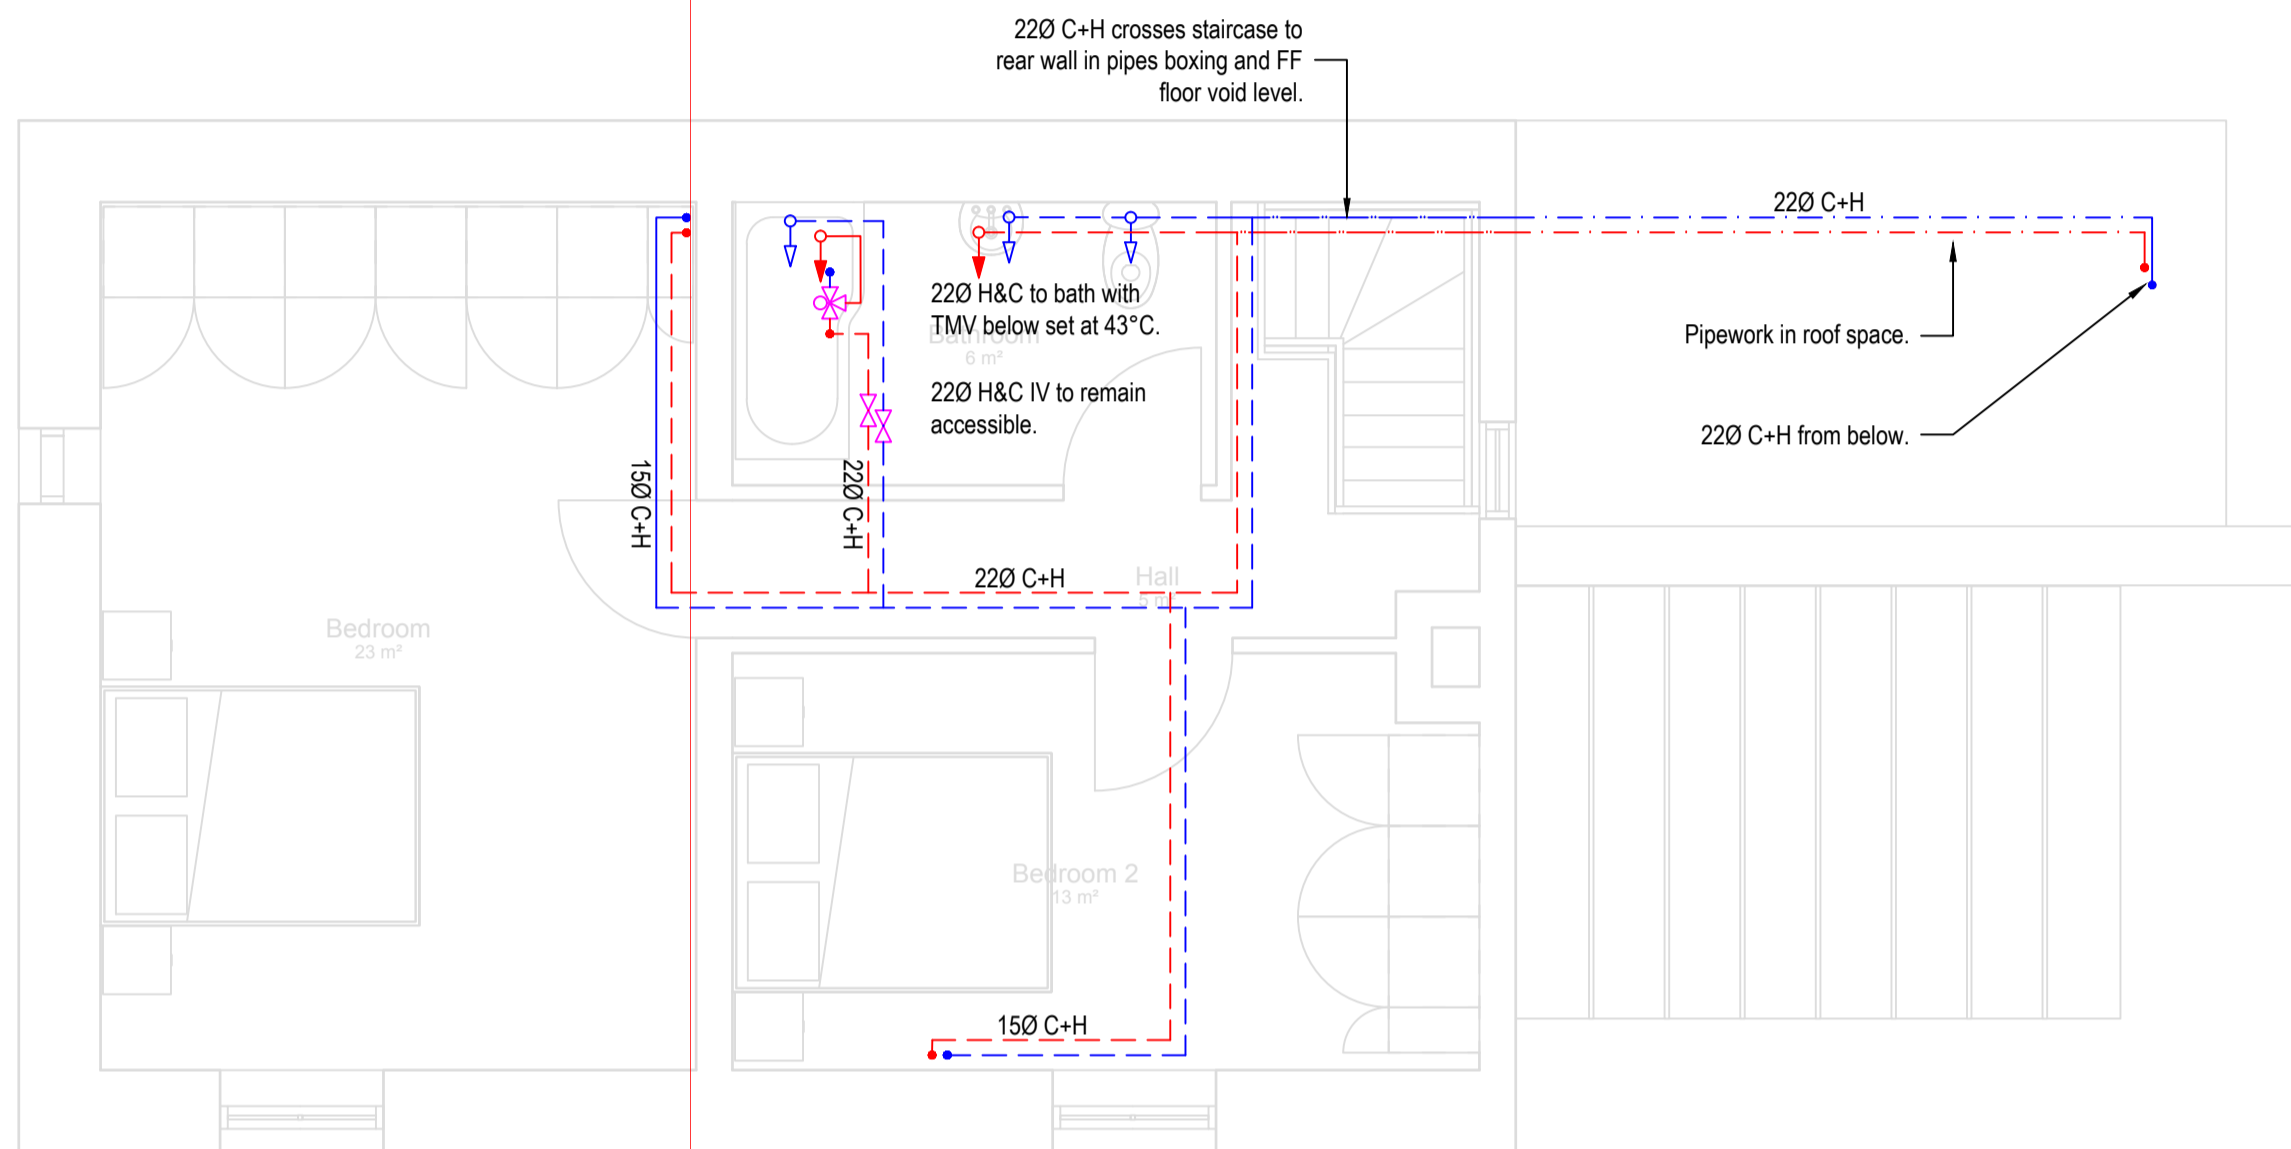 22Ø C+H crosses staircase to
rear wall in pipes boxing and FF
floor void level.
22Ø C+H
22Ø H&C to bath with
TMV below set at 43°C.
Bathroom
6 m²
22Ø H&C IV to remain
accessible.
Pipework in roof space.
22Ø C+H from below.
15Ø C+H
22Ø C+H
22Ø C+H
Hall
5 m²
Bedroom
23 m²
Bedroom 2
13 m²
15Ø C+H